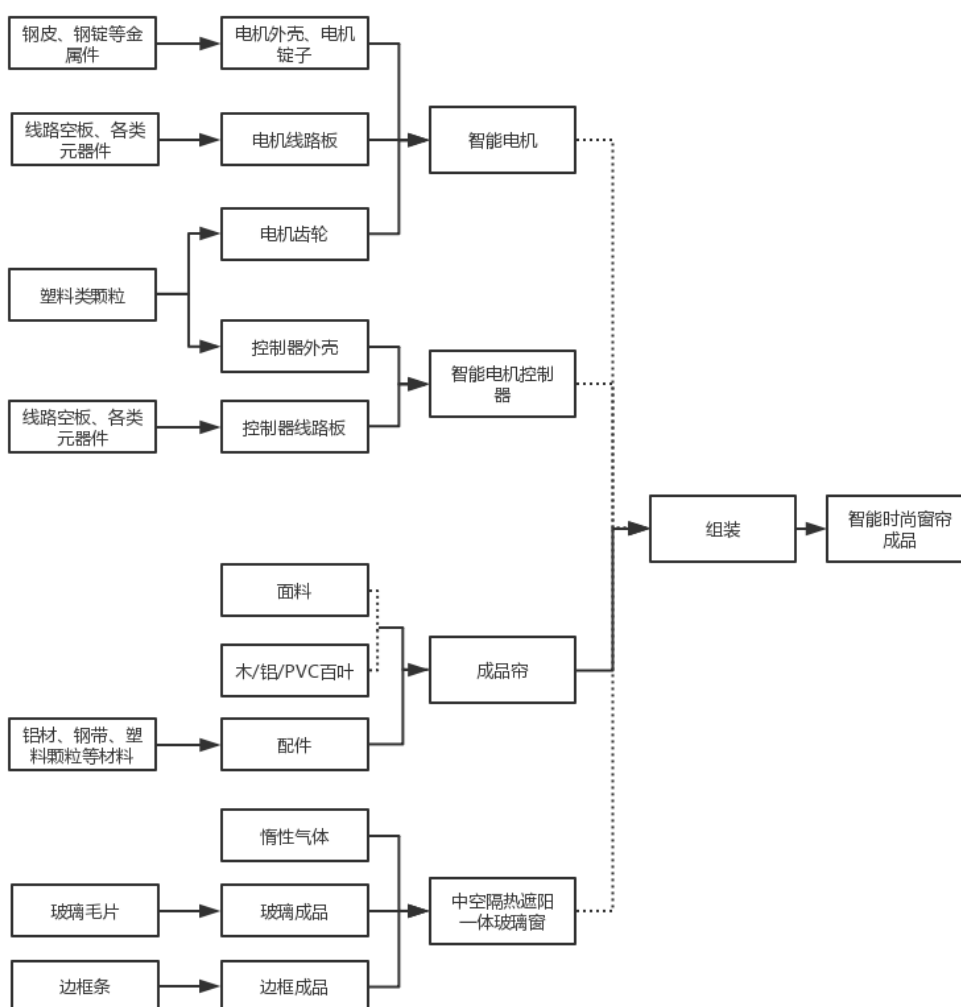 钢皮、钢锭等金
属件
电机外壳、电机
锭子
线路空板、各类
元器件
电机线路板
智能电机
电机齿轮
塑料类颗粒
控制器外壳
智能电机控制
器
线路空板、各类
元器件
控制器线路板
组装
智能时尚窗帘
成品
面料
木/铝/PVC百叶
成品帘
铝材、钢带、塑
料颗粒等材料
配件
惰性气体
玻璃毛片
玻璃成品
中空隔热遮阳
一体玻璃窗
边框条
边框成品